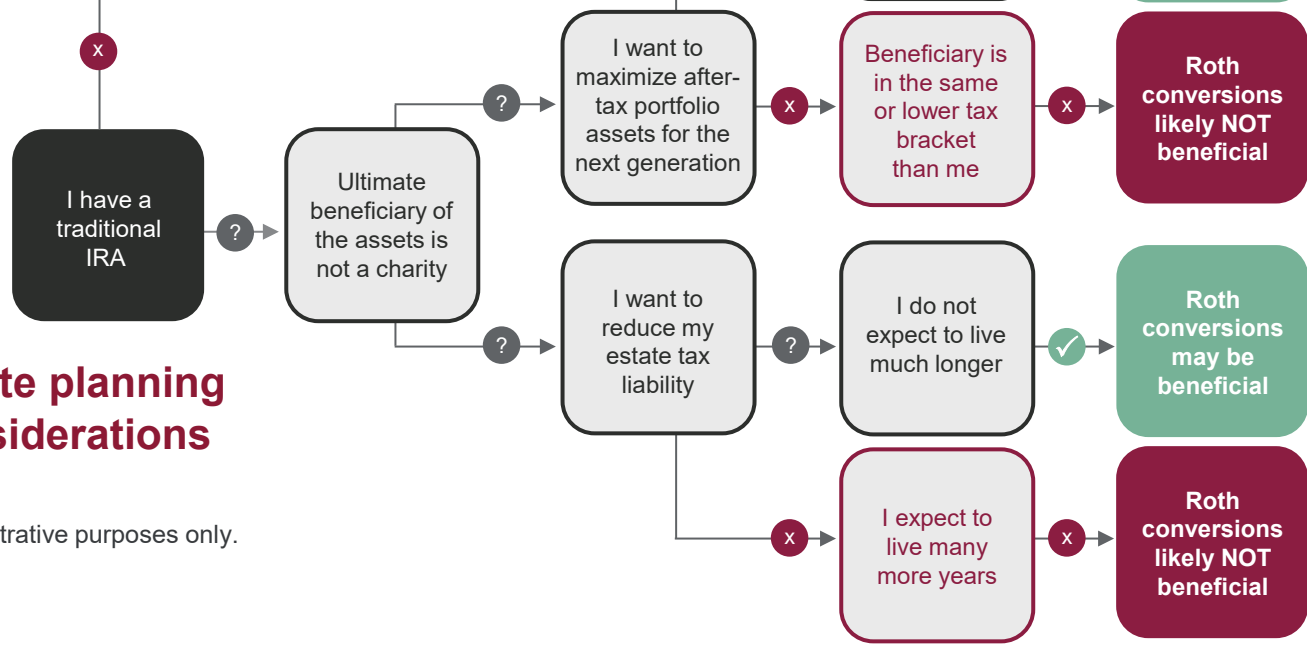 x
I have a
traditional
IRA
?
Ultimate
beneficiary of
the assets is
not a charity
?
I want to
maximize after-
tax portfolio
assets for the
next generation
x
Beneficiary is
in the same
or lower tax
bracket
than me
x
Roth
conversions
likely NOT
beneficial
?
I want to
reduce my
estate tax
liability
?
I do not
expect to live
much longer
Roth
conversions
may be
beneficial
x
I expect to
live many
more years
x
Roth
conversions
likely NOT
beneficial
te planning
siderations
trative purposes only.